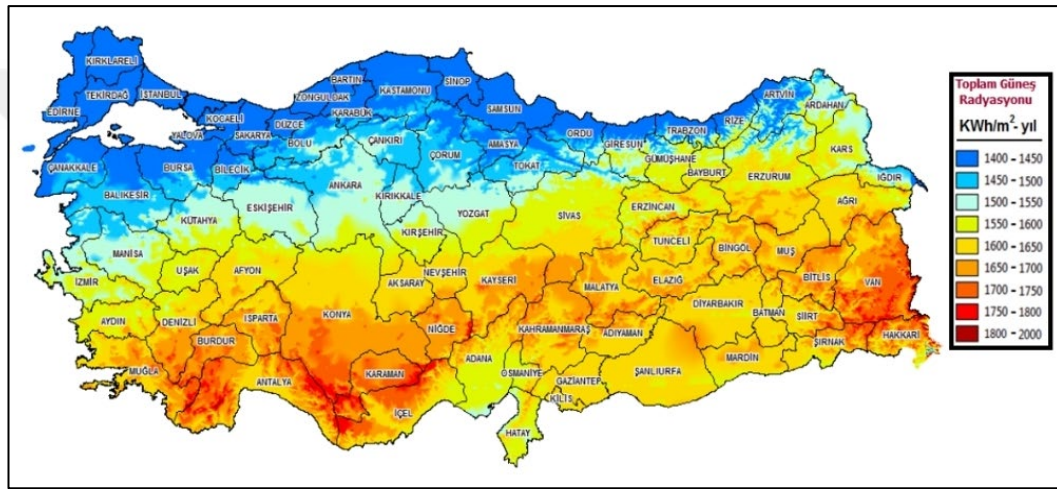 KIRKLARELİ
EDİRNE
TEKİRDAĞ
İSTANBUL
KOCAELİ
YALOVA
SAKARYA
DÜZCE
BOLU
ZONGULDAK
BARTIN
KARABÜK
KASTAMONU
SİNOP
ÇANKIRI
ÇORUM
SAMSUN
AMASYA
TOKAT
ORDU
GİRESUN
TRABZON
RİZE
ARTVİN
ARDAHAN
KARS
GÜMÜŞHANE
BAYBURT
ERZURUM
IĞDIR
AĞRI
ÇANAKKALE
BALIKESİR
BURSA
BİLECİK
KÜTAHYA
ESKİŞEHİR
ANKARA
KIRIKKALE
KIRŞEHİR
YOZGAT
SİVAS
ERZİNCAN
TUNCELİ
BİNGÖL
MUŞ
BİTLİS
VAN
MANİSA
İZMİR
UŞAK
AFYON
AKSARAY
NEVŞEHİR
KAYSERİ
MALATYA
ELAZIĞ
DİYARBAKIR
BATMAN
SİİRT
ŞIRNAK
HAKKARİ
AYDIN
DENİZLİ
ISPARTA
BURDUR
KONYA
NİĞDE
KAHRAMANMARAŞ
ADIYAMAN
ŞANLIURFA
MARDİN
MUĞLA
ANTALYA
KARAMAN
İÇEL
ADANA
OSMANİYE
GAZİANTEP
KİLİS
HATAY
Toplam Güneş
Radyasyonu
KWh/m²- yıl
1400 - 1450
1450 - 1500
1500 - 1550
1550 - 1600
1600 - 1650
1650 - 1700
1700 - 1750
1750 - 1800
1800 - 2000